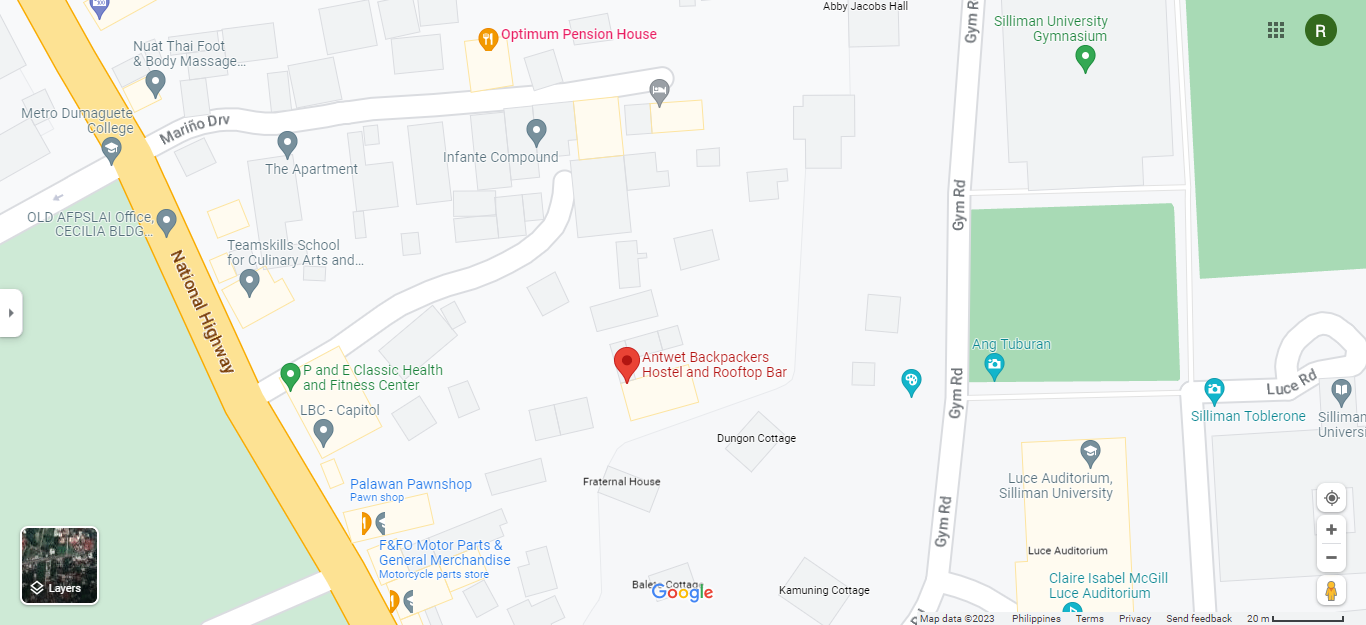 Abby Jacobs Hall
Gym R
Silliman University
Gymnasium
R
Optimum Pension House
Nuat Thai Foot
& Body Massage...
Metro Dumaguete
College
Mariño Drv
The Apartment
Infante Compound
Gym Rd
OLD AFPSLAI Office,
CECILIA BLDG...
Teamskills School
for Culinary Arts and...
National Highway
Ang Tuburan
Antwet Backpackers
Hostel and Rooftop Bar
P and E Classic Health
and Fitness Center
Gym Rd
Luce Rd
LBC - Capitol
Silliman Toblerone
Silliman
Universi
Dungon Cottage
Fraternal House
Luce Auditorium,
Silliman University
Palawan Pawnshop
Pawn shop
Gym Rd
F&FO Motor Parts &
General Merchandise
Motorcycle parts store
Luce Auditorium
Layers
Google
Kamuning Cottage
Claire Isabel McGill
Luce Auditorium
Map data ©2023 Philippines Terms Privacy Send feedback 20 m